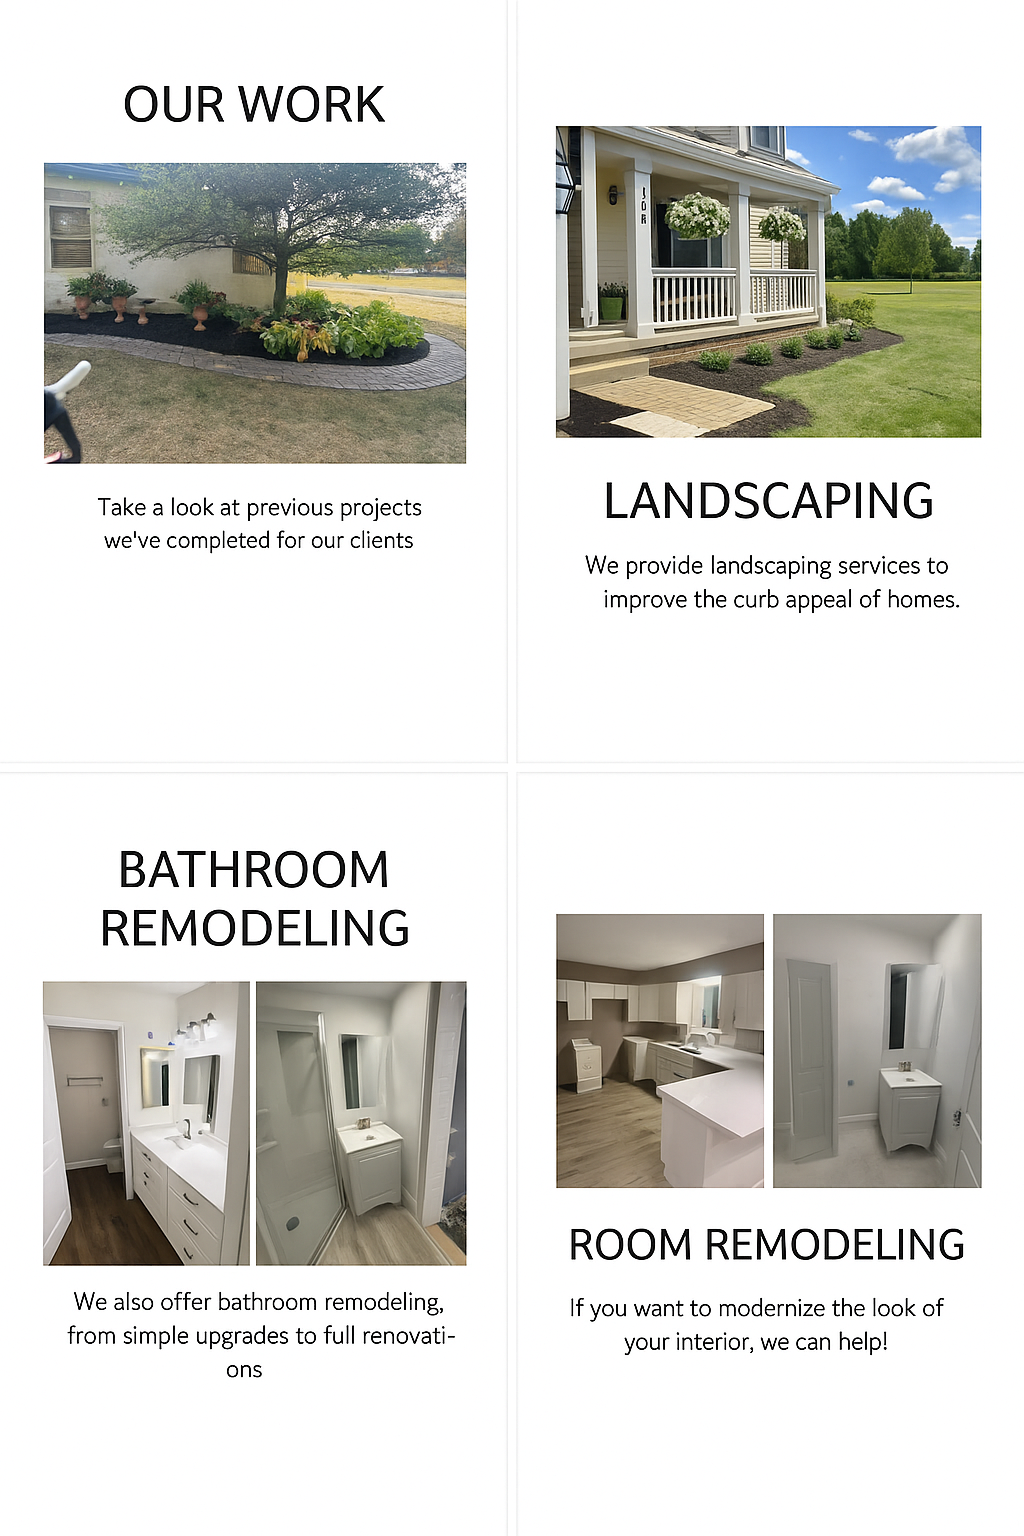 OUR WORK
Take a look at previous projects
we've completed for our clients
LANDSCAPING
We provide landscaping services to
improve the curb appeal of homes.
BATHROOM
REMODELING
We also offer bathroom remodeling,
from simple upgrades to full renovati-
ons
ROOM REMODELING
If you want to modernize the look of
your interior, we can help!